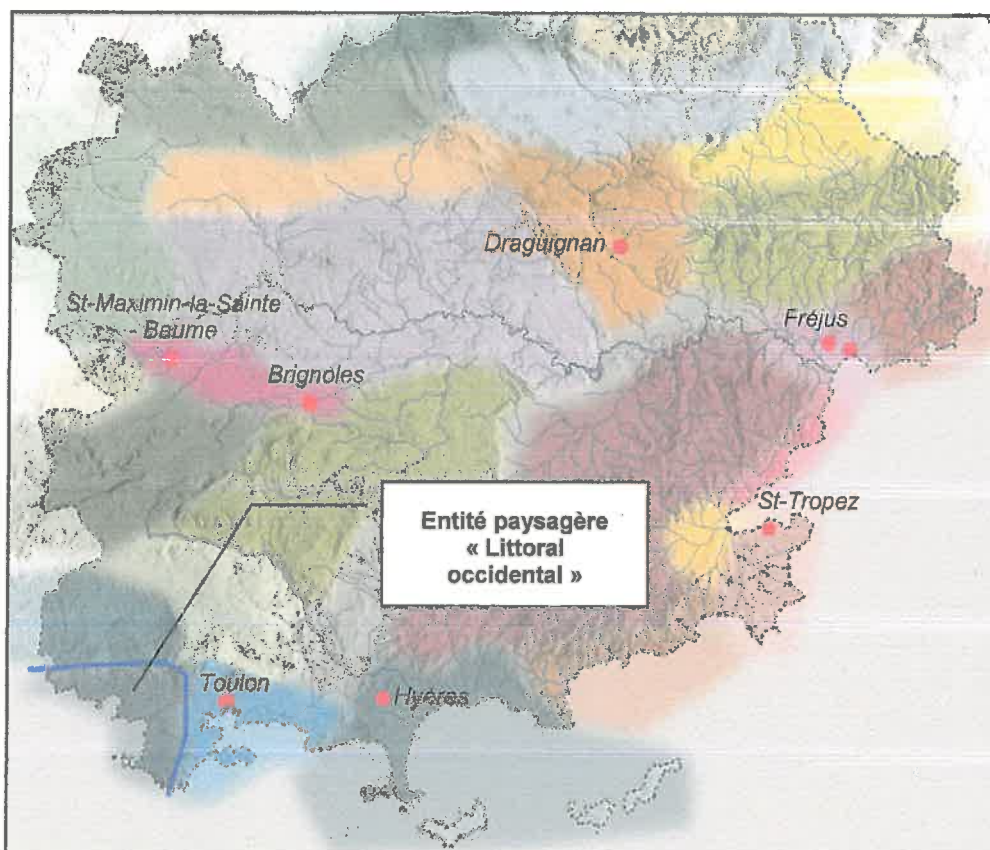 Draguignan
St-Maximin-la-Sainte
Baume
Fréjus
Brignoles
St-Tropez
Entité paysagère
« Littoral
occidental »
Toulon
Hyères